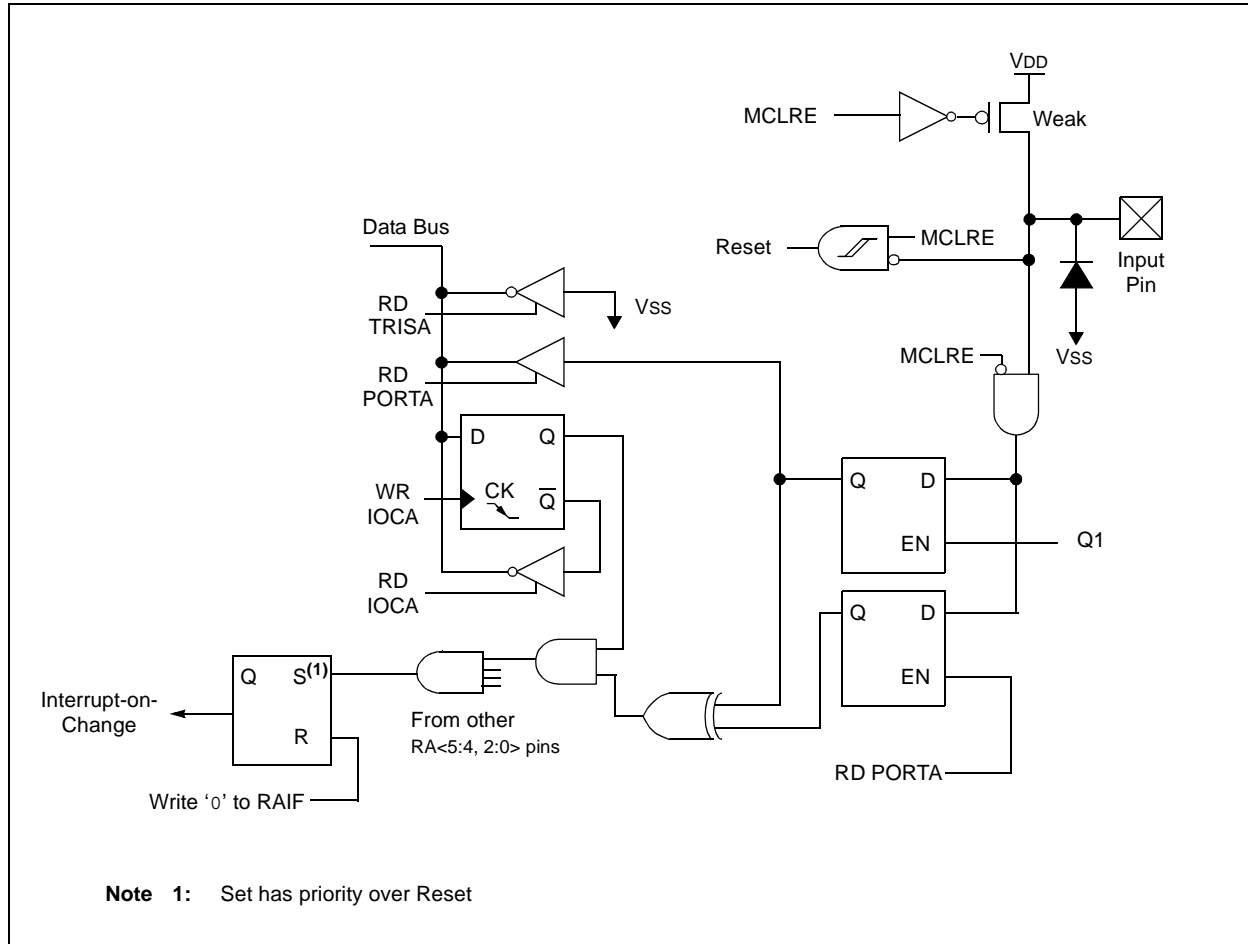 VDD
MCLRE
Weak
Data Bus
Reset
MCLRE
Input
Pin
RD
TRISA
VSS
VSS
MCLRE
RD
PORTA
D
Q
Q
D
WR
IOCA
CK
Q̅
EN
Q1
RD
IOCA
Q
D
Q
S(1)
EN
Interrupt-on-
Change
From other
RA<5:4, 2:0> pins
R
RD PORTA
Write ‘0’ to RAIF
Note 1: Set has priority over Reset